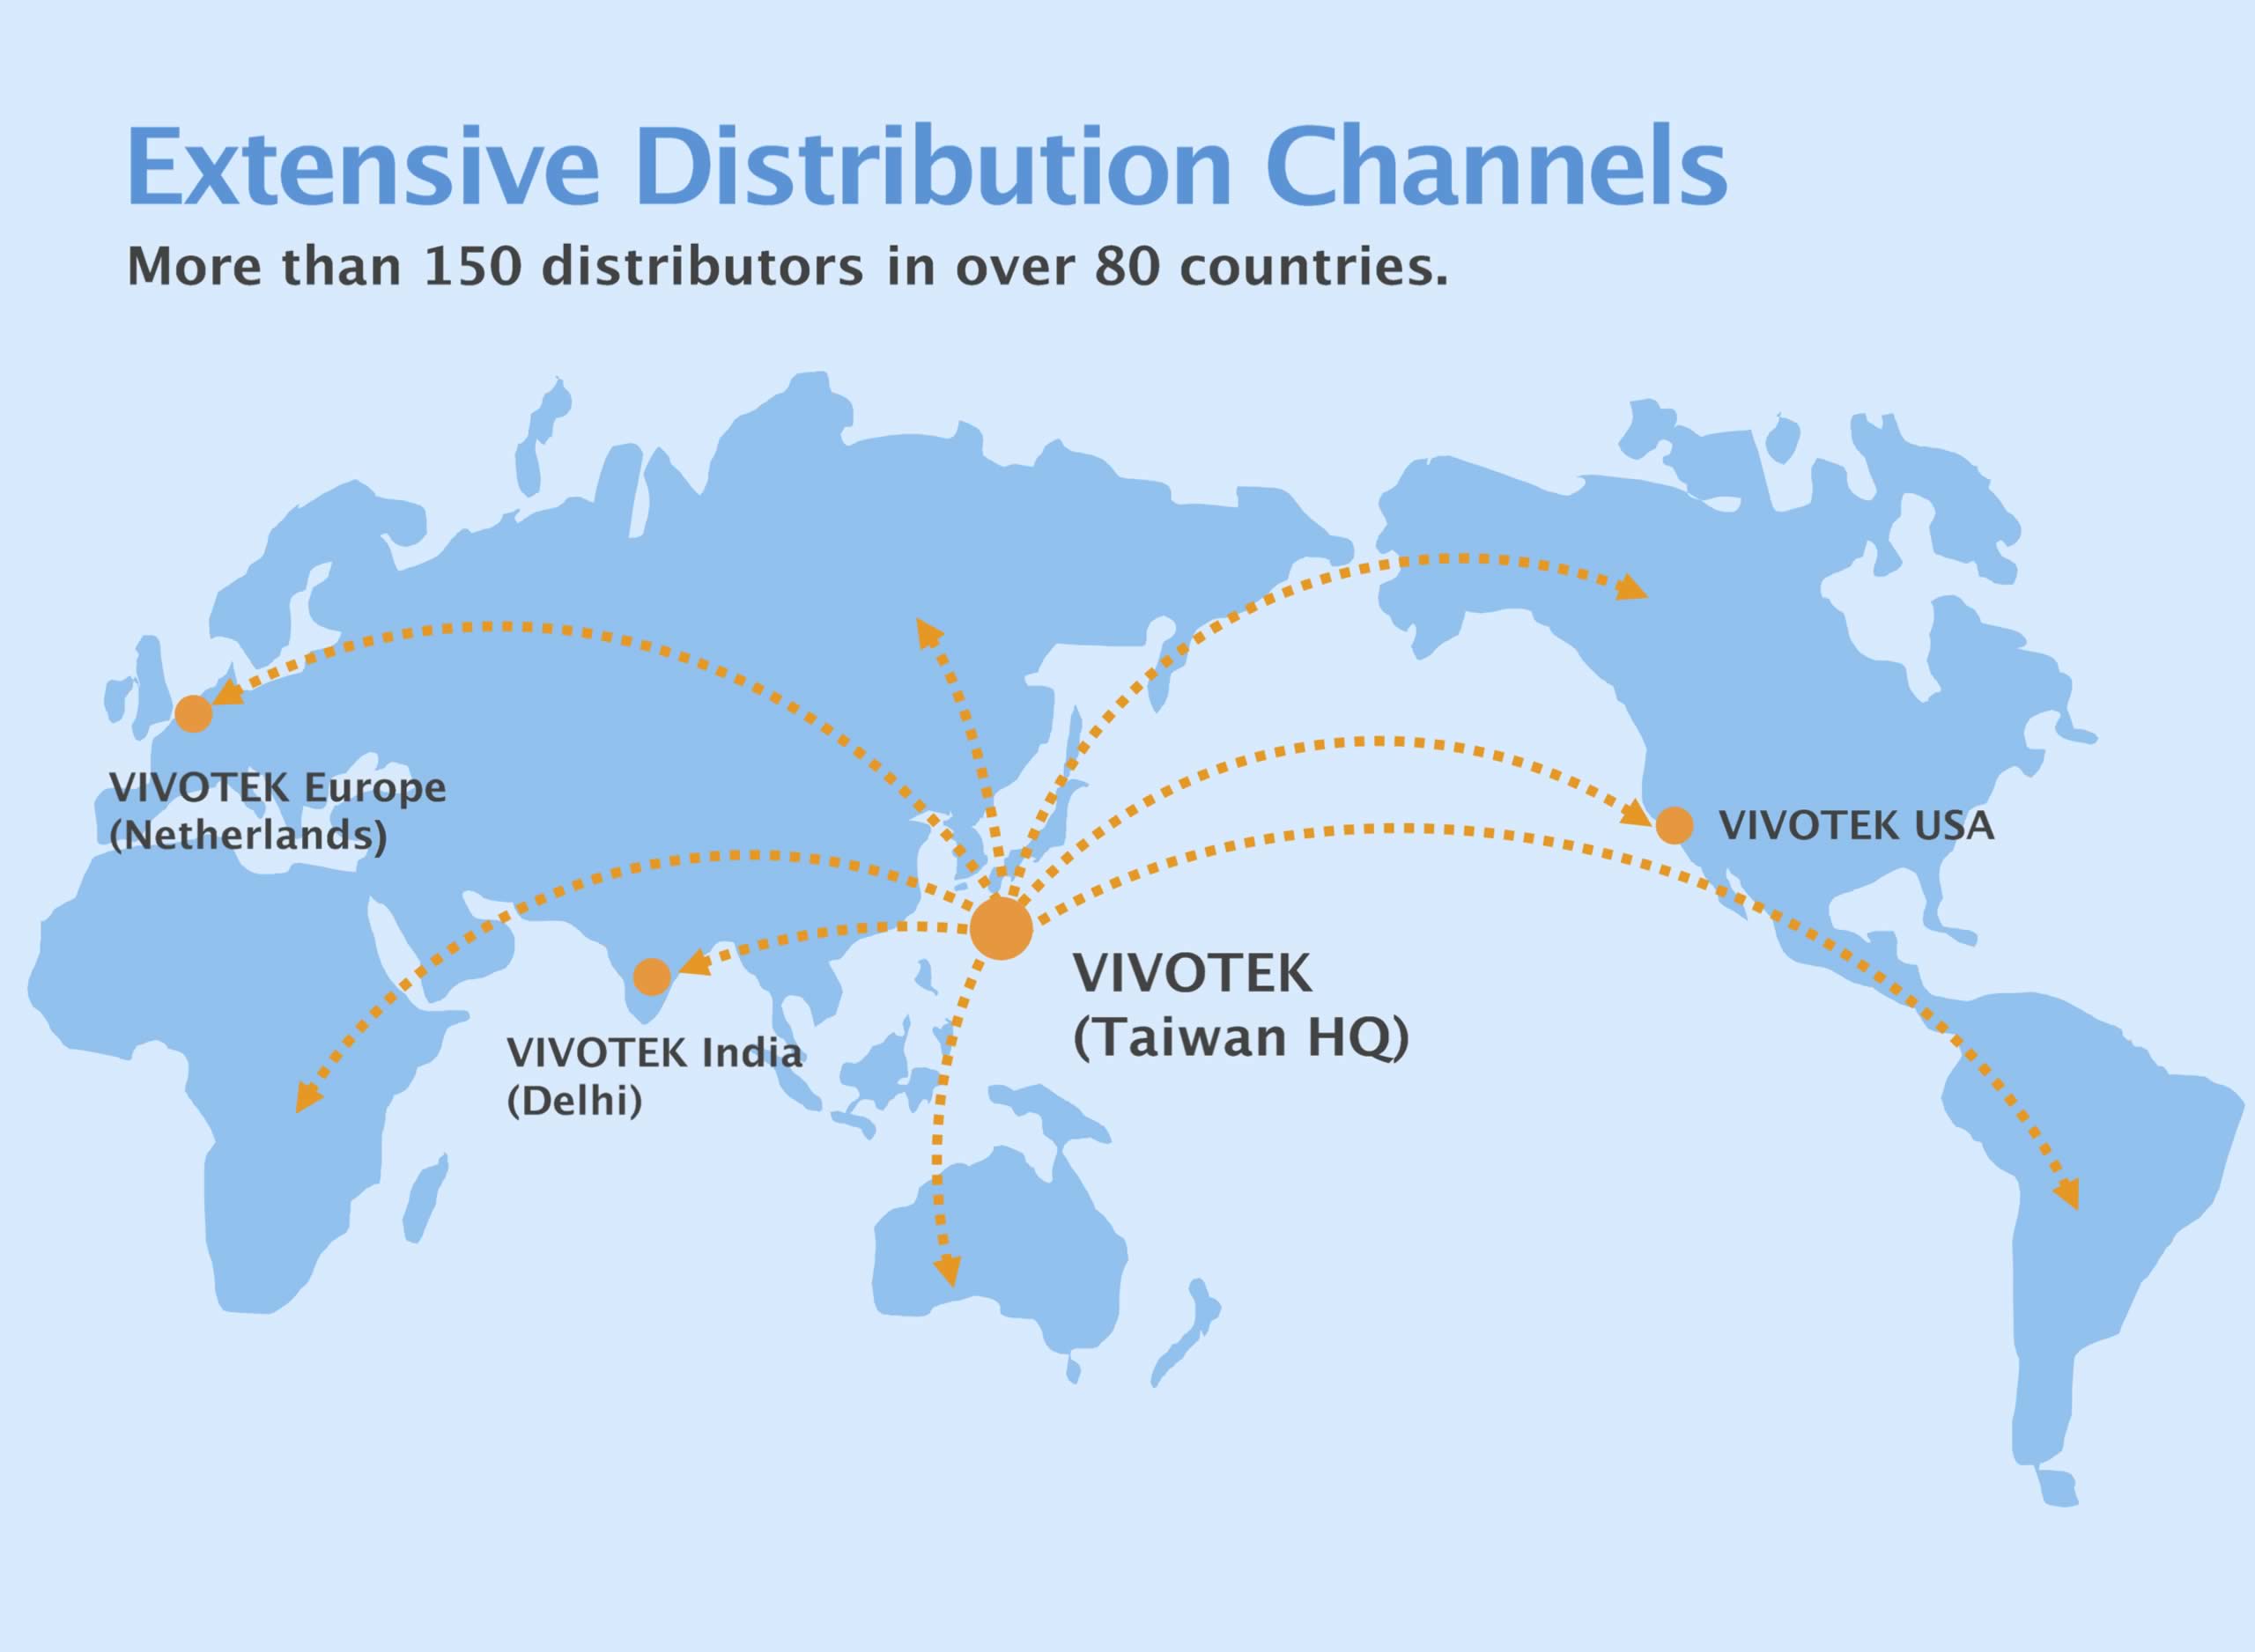 Extensive Distribution Channels
More than 150 distributors in over 80 countries.
VIVOTEK Europe
(Netherlands)
VIVOTEK USA
VIVOTEK
(Taiwan HQ)
VIVOTEK India
(Delhi)